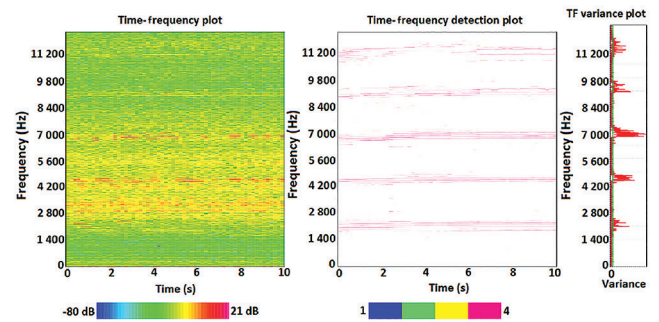 Time-frequency plot
Frequency (Hz)
11 200
9 800
8 400
7 000
5 600
4 200
2 800
1 400
0
0 2 4 6 8 10
Time (s)
-80 dB 21 dB
Time-frequency detection plot
Frequency (Hz)
11 200
9 800
8 400
7 000
5 600
4 200
2 800
1 400
0
0 2 4 6 8 10
Time (s)
1 4
TF variance plot
Frequency (Hz)
11 200
9 800
8 400
7 000
5 600
4 200
2 800
1 400
0
Variance